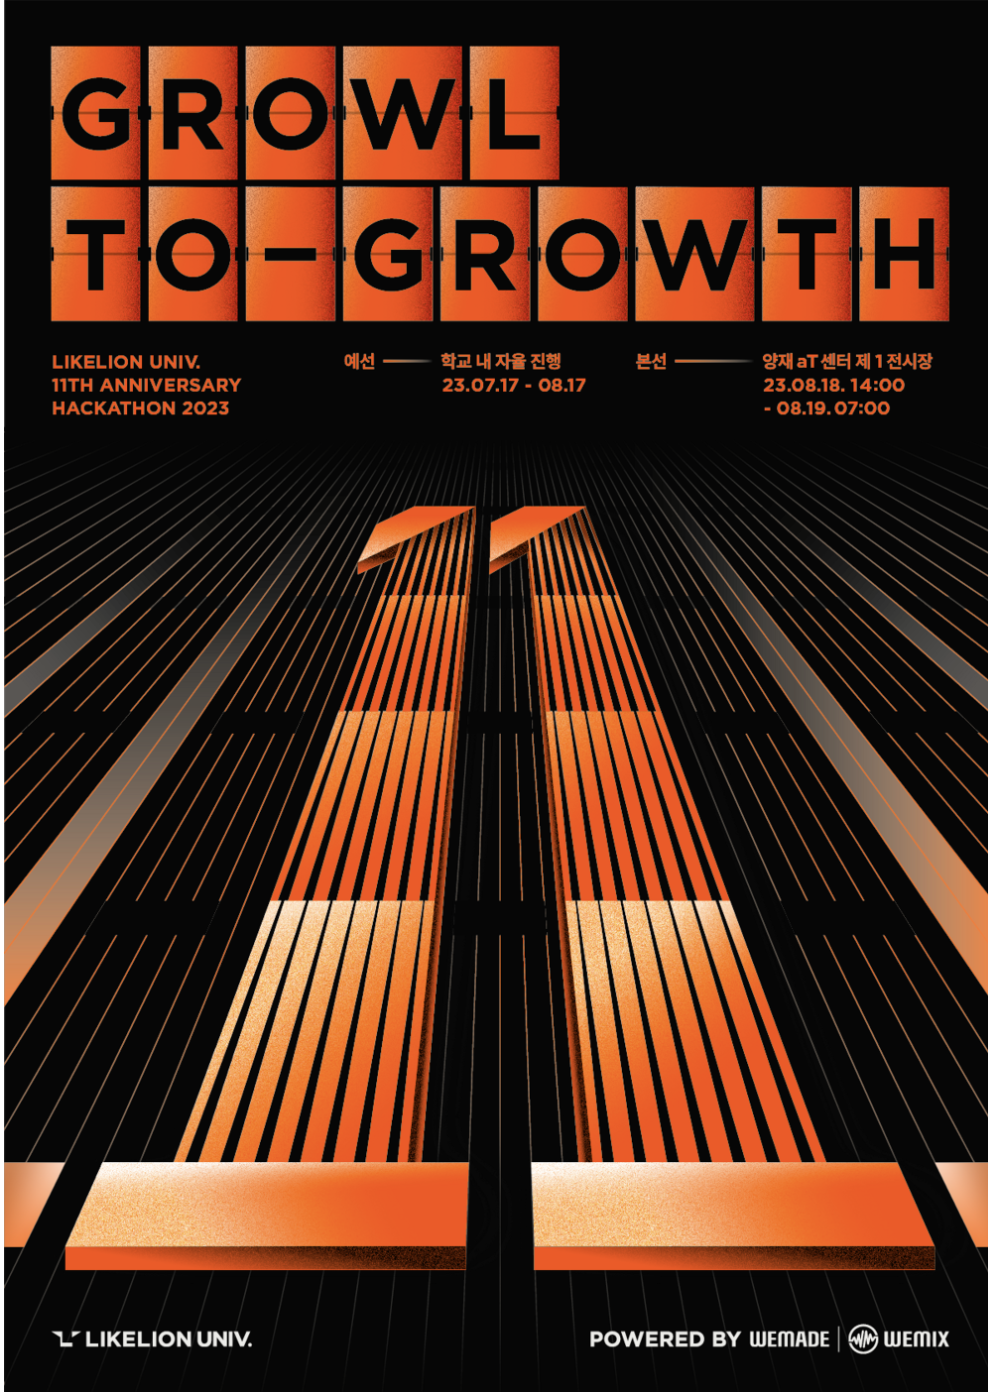 GROWL
TO-GROWTH
LIKELION UNIV.
11TH ANNIVERSARY
HACKATHON 2023
예선
학교 내 자율 진행
23.07.17 - 08.17
본선
양재 aT 센터 제 1 전시장
23.08.18. 14:00
- 08.19. 07:00
11
LIKELION UNIV.
POWERED BY WEMADE | WEMIX